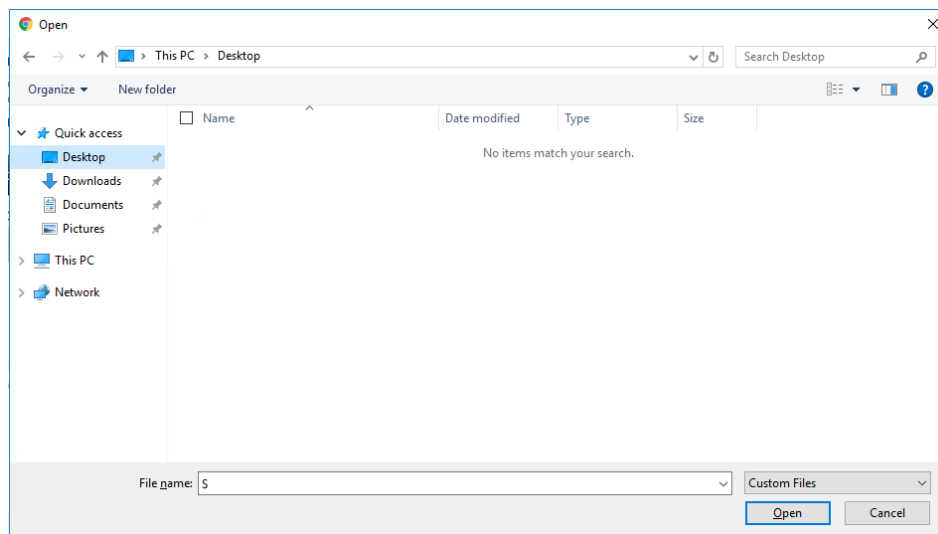 Open
This PC > Desktop
Search Desktop
Organize
New folder
Name
Date modified
Type
Size
No items match your search.
Quick access
Desktop
Downloads
Documents
Pictures
This PC
Network
File name: S
Custom Files
Open
Cancel